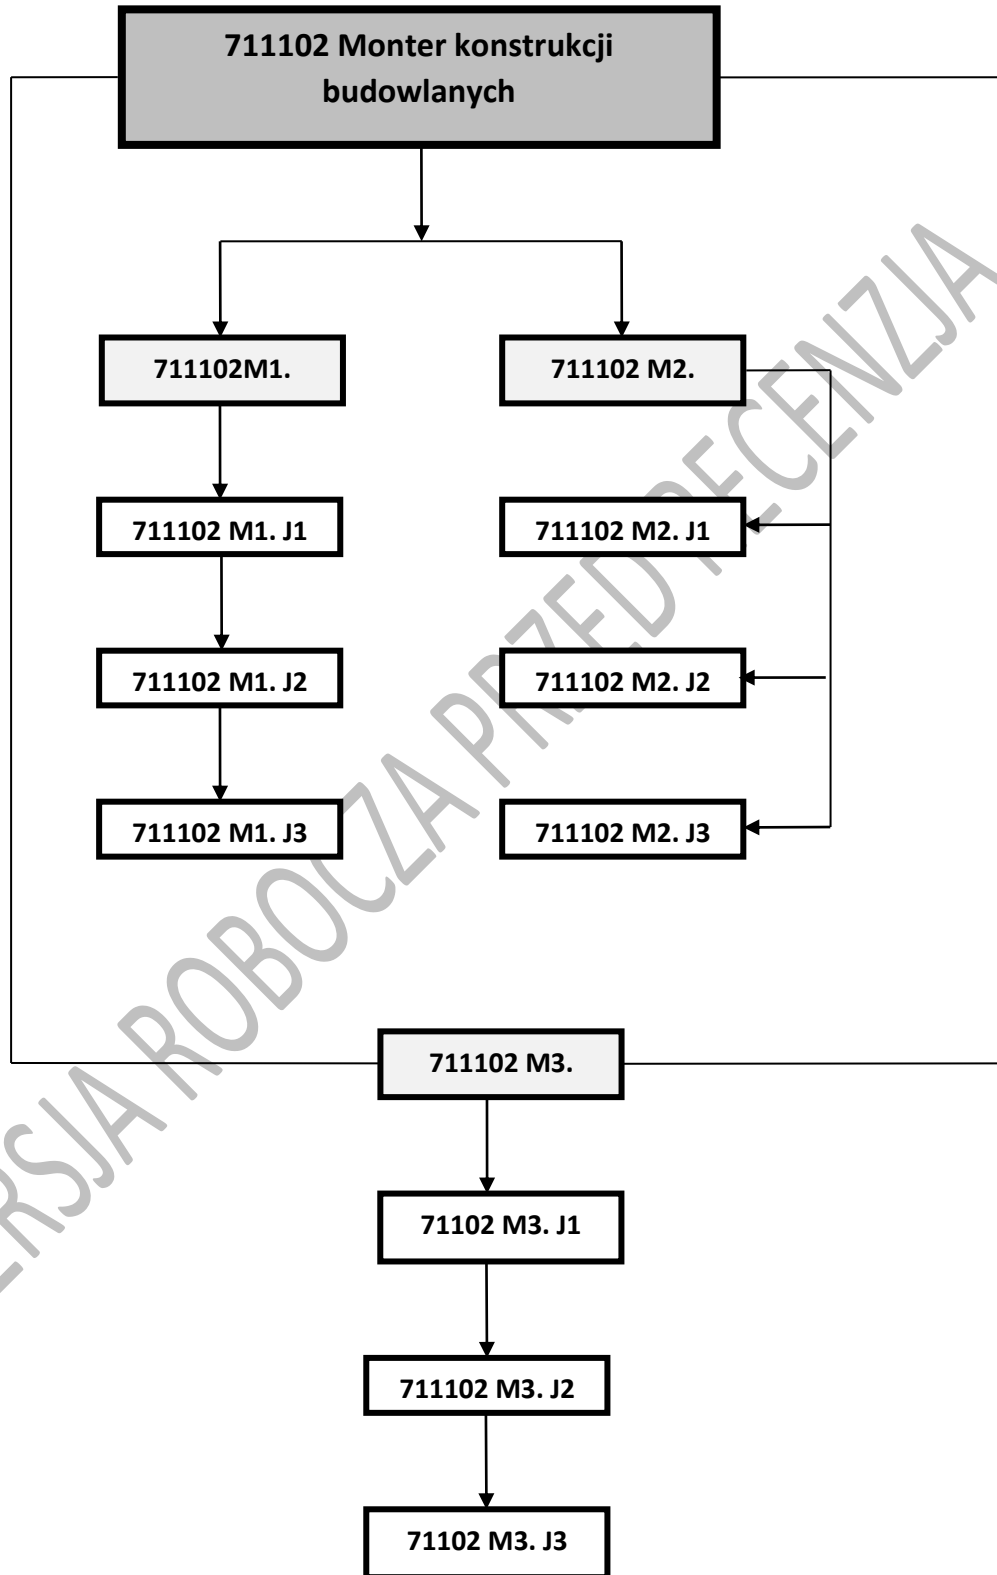 711102 Monter konstrukcji
budowlanych
711102M1.
711102 M2.
711102 M1. J1
711102 M2. J1
711102 M1. J2
711102 M2. J2
711102 M1. J3
711102 M2. J3
711102 M3.
71102 M3. J1
711102 M3. J2
71102 M3. J3
ERSJA ROBOCZA PRZED RECENZJA